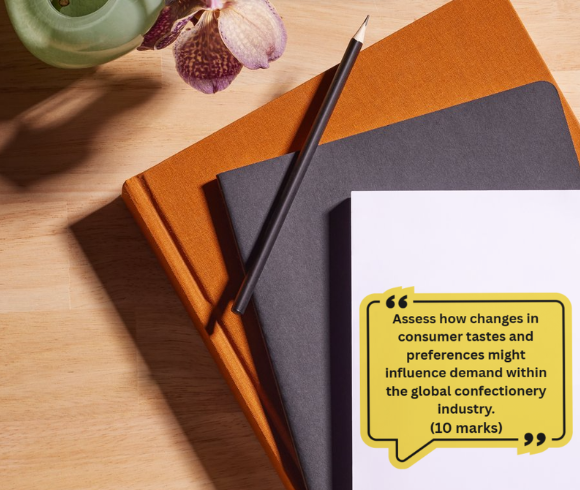 Assess how changes in
consumer tastes and
preferences might
influence demand within
the global confectionery
industry.
(10 marks)